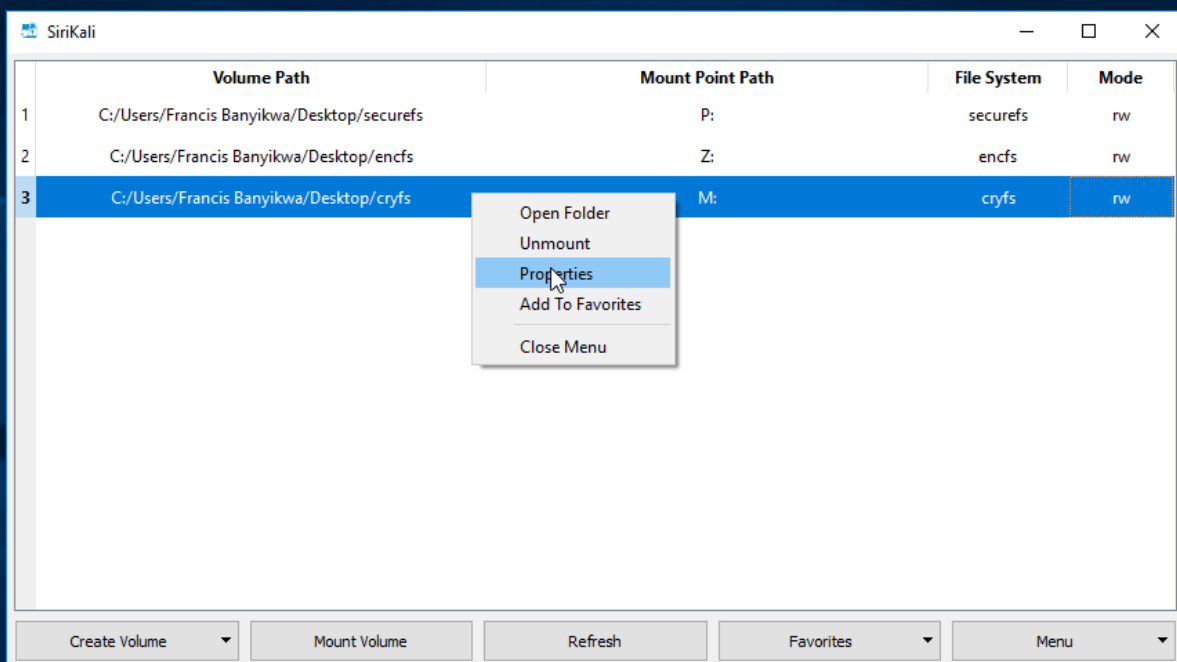 SiriKali
Volume Path Mount Point Path File System Mode
1 C:/Users/Francis Banyikwa/Desktop/securefs P: securefs rw
2 C:/Users/Francis Banyikwa/Desktop/encfs Z: encfs rw
3 C:/Users/Francis Banyikwa/Desktop/cryfs M: cryfs rw
Open Folder
Unmount
Properties
Add To Favorites
Close Menu
Create Volume Mount Volume Refresh Favorites Menu